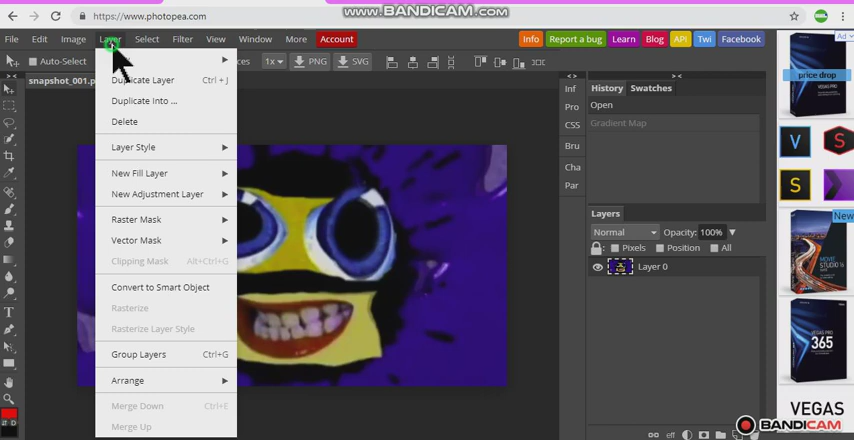 https://www.photopea.com
www.BANDICAM.com
File Edit Image Layer Select Filter View Window More Account
Info Report a bug Learn Blog API Twi Facebook
Auto-Select
1x
PNG
SVG
snapshot_001.p
Duplicate Layer Ctrl + J
Duplicate Into ...
Delete
Layer Style
New Fill Layer
New Adjustment Layer
Raster Mask
Vector Mask
Clipping Mask Alt+Ctrl+G
Convert to Smart Object
Rasterize
Rasterize Layer Style
Group Layers Ctrl+G
Arrange
Merge Down Ctrl+E
Merge Up
T
< > > <
Inf
Pro
CSS
Bru
Cha
Par
History Swatches
Open
Gradient Map
Layers
Normal Opacity: 100%
Pixels Position All
Layer 0
eff
Ad
price drop
V S
S
New
MOVIE
STUDIO
VEGAS PRO
365
VEGAS
BANDICAM